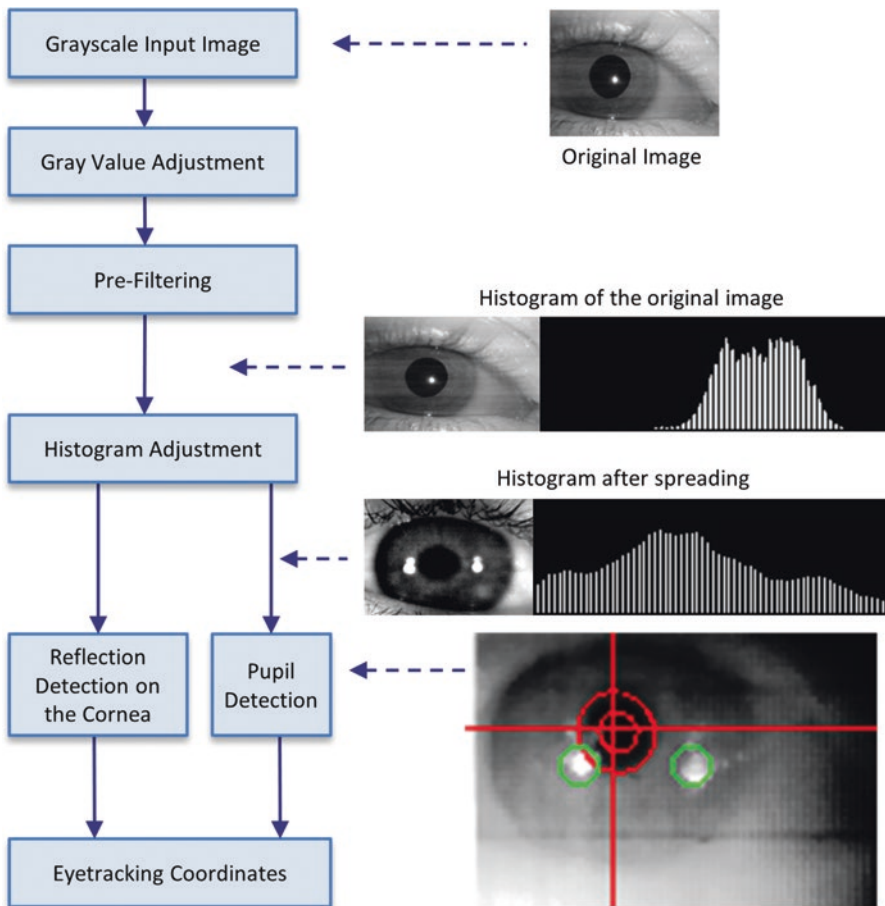 Grayscale Input Image
Original Image
Gray Value Adjustment
Pre-Filtering
Histogram of the original image
Histogram Adjustment
Histogram after spreading
Reflection
Detection on
the Cornea
Pupil
Detection
Eyetracking Coordinates